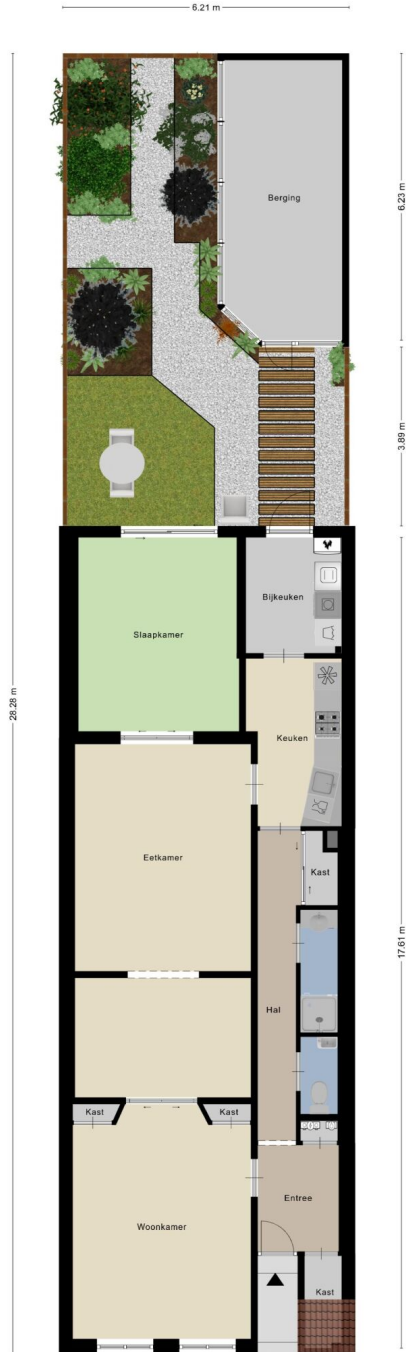 6.21 m
Berging
6.23 m
3.89 m
Bijkeuken
Slaapkamer
28.28 m
Keuken
Eetkamer
Kast
17.61 m
Hal
Kast
Kast
Entree
Woonkamer
Kast